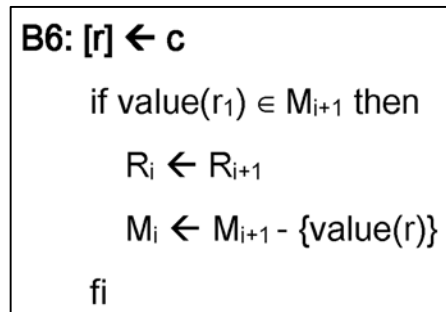 B6: [r] ← c
if value(r₁) ∈ Mᵢ₊₁ then
Rᵢ ← Rᵢ₊₁
Mᵢ ← Mᵢ₊₁ - {value(r)}
fi